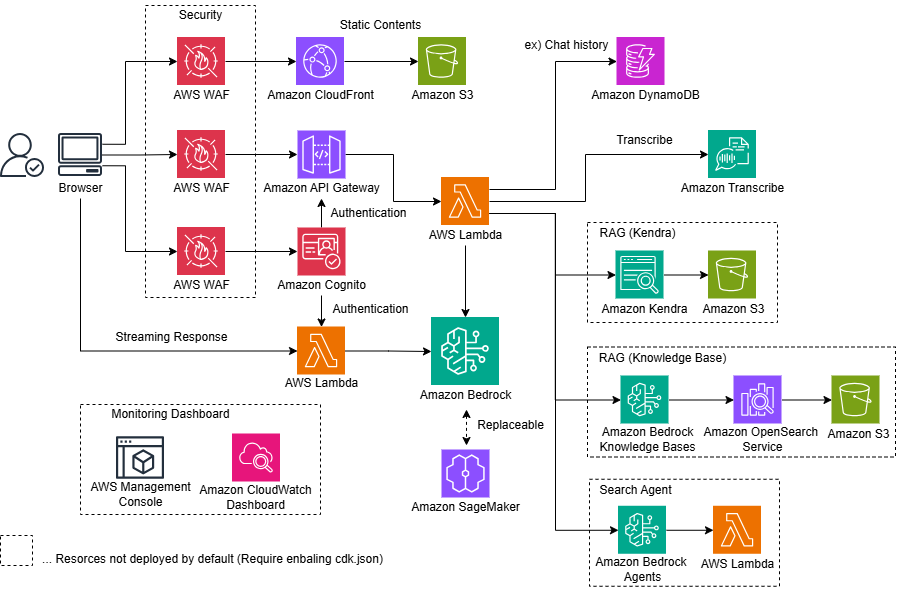 Security
Static Contents
ex) Chat history
AWS WAF
Amazon CloudFront
Amazon S3
Amazon DynamoDB
Transcribe
Browser
AWS WAF
Amazon API Gateway
Amazon Transcribe
Authentication
AWS Lambda
RAG (Kendra)
AWS WAF
Amazon Cognito
Amazon Kendra
Amazon S3
Authentication
Streaming Response
AWS Lambda
Amazon Bedrock
RAG (Knowledge Base)
Amazon Bedrock
Knowledge Bases
Amazon OpenSearch
Service
Amazon S3
Monitoring Dashboard
Replaceable
AWS Management
Console
Amazon CloudWatch
Dashboard
Amazon SageMaker
Search Agent
Amazon Bedrock
Agents
AWS Lambda
... Resorces not deployed by default (Require enbaling cdk.json)